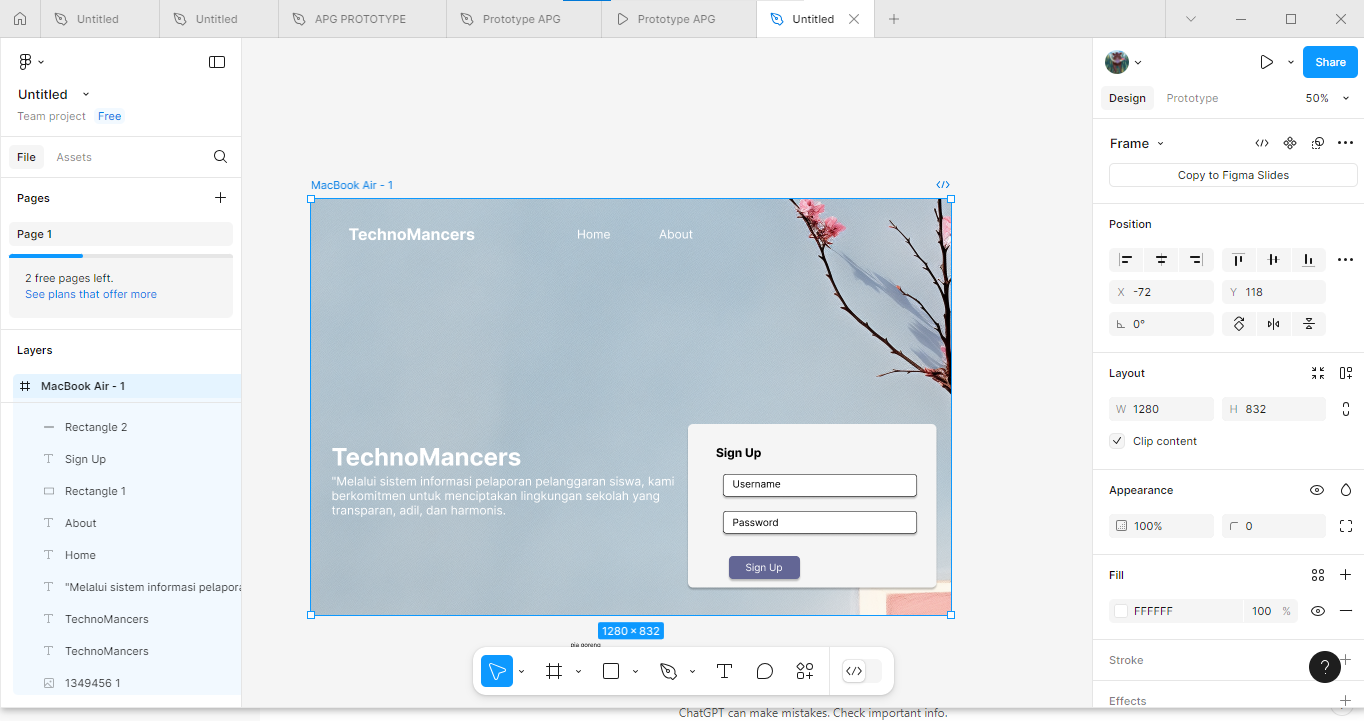 Untitled
Untitled
APG PROTOTYPE
Prototype APG
Prototype APG
Untitled
Untitled
Team project Free
File Assets
Pages
Page 1
2 free pages left.
See plans that offer more
Layers
MacBook Air - 1
Rectangle 2
Sign Up
Rectangle 1
About
Home
"Melalui sistem informasi pelapora
TechnoMancers
TechnoMancers
1349456 1
MacBook Air - 1
TechnoMancers
Home
About
TechnoMancers
"Melalui sistem informasi pelaporan pelanggaran siswa, kami
berkomitmen untuk menciptakan lingkungan sekolah yang
transparan, adil, dan harmonis.
Sign Up
Username
Password
Sign Up
1280 × 832
Share
Design Prototype 50%
Frame
Copy to Figma Slides
Position
X -72 Y 118
0°
Layout
W 1280 H 832
Clip content
Appearance
100% 0
Fill
FFFFFF 100 %
Stroke
Effects
?
ChatGPT can make mistakes. Check important info.